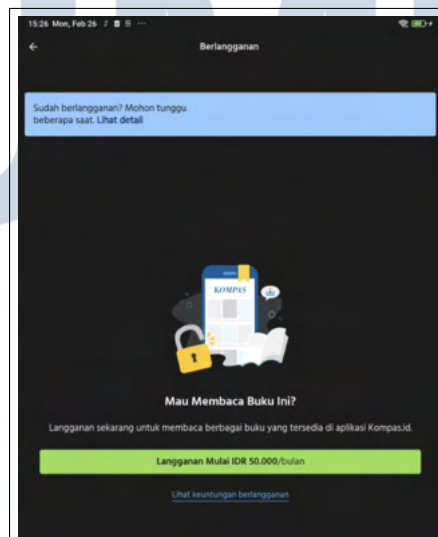 15:26 Mon, Feb 26
Berlangganan
Sudah berlangganan? Mohon tunggu
beberapa saat. Lihat detail
KOMPAS
Mau Membaca Buku Ini?
Langganan sekarang untuk membaca berbagai buku yang tersedia di aplikasi Kompas.id.
Langganan Mulai IDR 50.000/bulan
Lihat keuntungan berlangganan